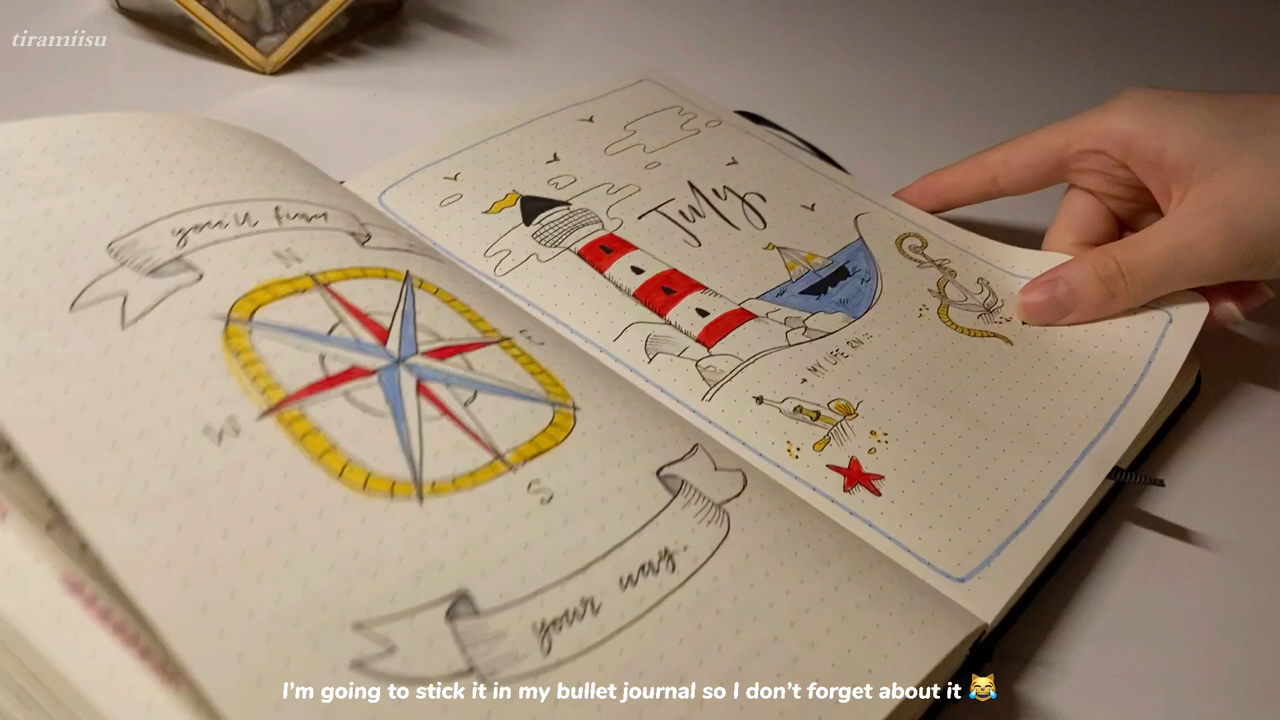 tiramiisu
you'll find
N
E
W
S
your way.
July
→ MY LIFE RN!!
I'm going to stick it in my bullet journal so I don't forget about it 😹